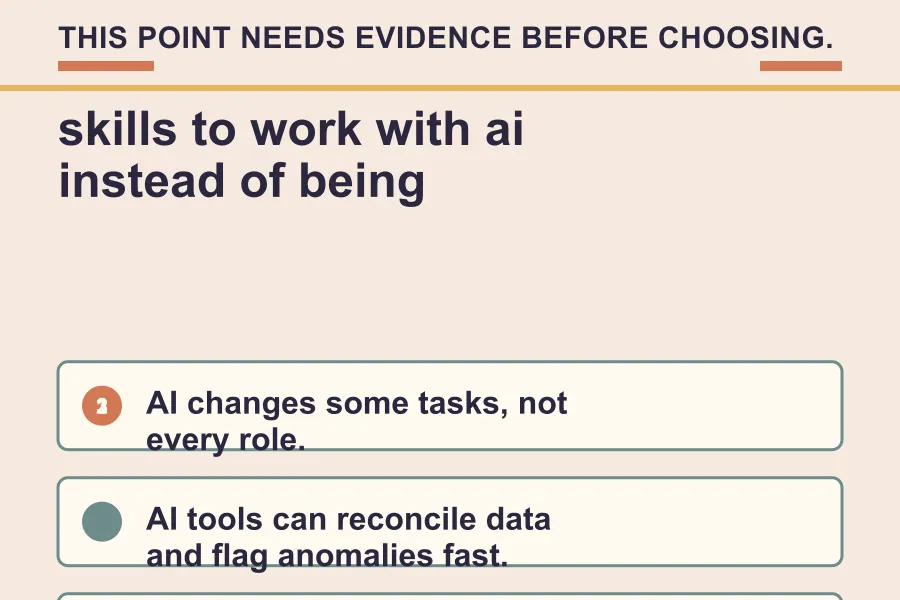 THIS POINT NEEDS EVIDENCE BEFORE CHOOSING.
skills to work with ai
instead of being
AI changes some tasks, not
every role.
AI tools can reconcile data
and flag anomalies fast.